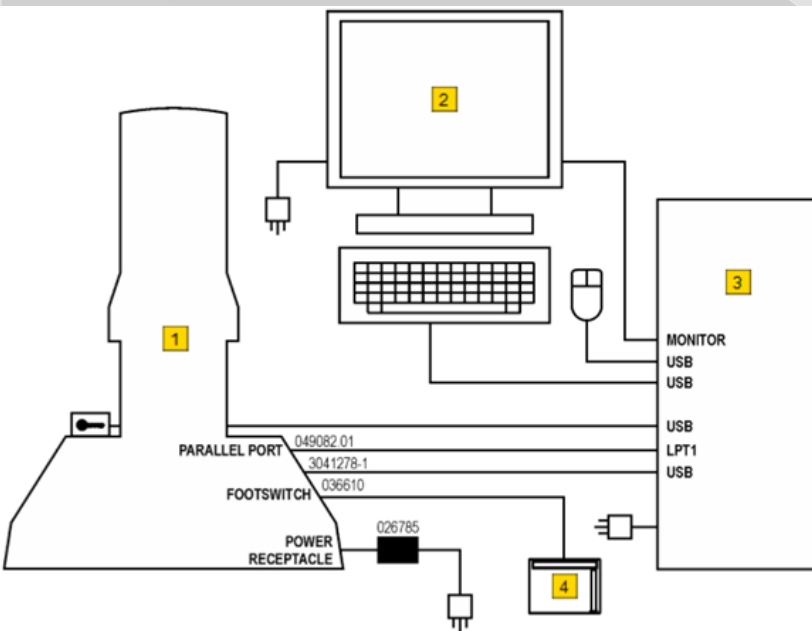 2
3
1
MONITOR
USB
USB
USB
049082.01
PARALLEL PORT
LPT1
3041278-1
USB
036610
FOOTSWITCH
026785
POWER
RECEPTACLE
4